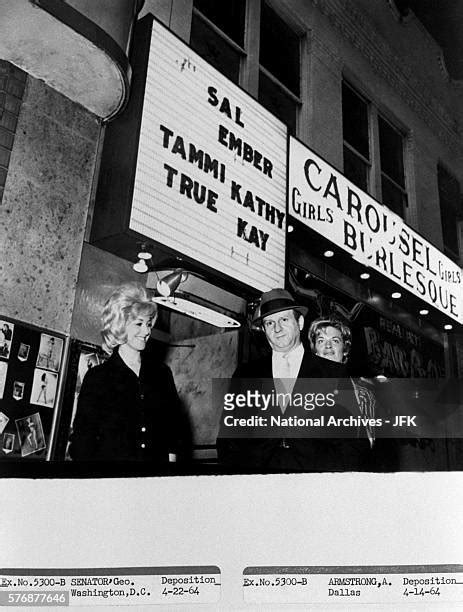 SAL
EMBER
TAMMI KATHY
TRUE KAY
CAROUSEL
GIRLS GIRLS
BURLESQUE
gettyimages
National Archives - JFK
Ex.No.5300-B SENATOR,Geo. Deposition
Washington,D.C. 4-22-64
Ex.No.5300-B ARMSTRONG,A. Deposition
Dallas 4-14-64
576877646